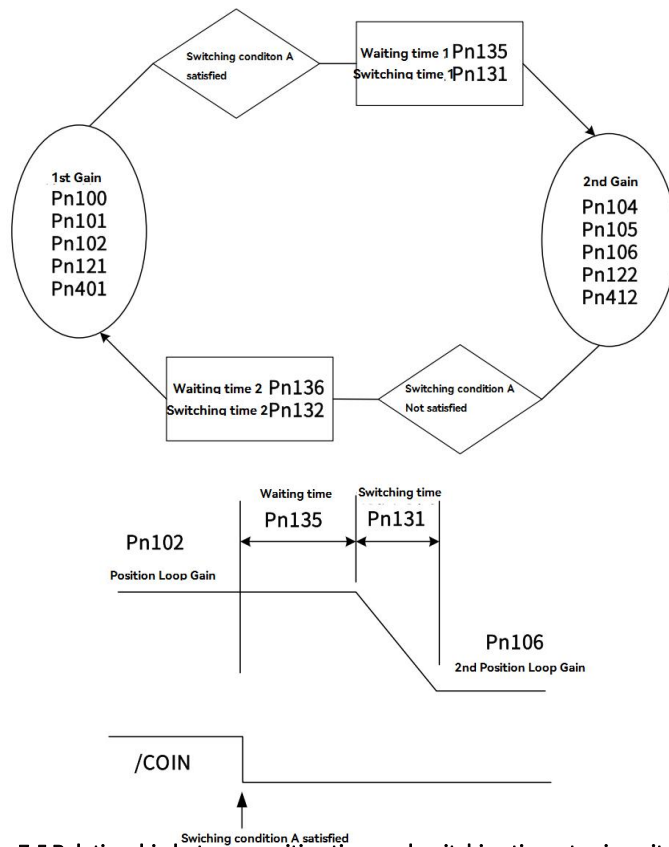 Switching conditon A
satisfied
Waiting time 1 Pn135
Switching time 1 Pn131
1st Gain
Pn100
Pn101
Pn102
Pn121
Pn401
2nd Gain
Pn104
Pn105
Pn106
Pn122
Pn412
Waiting time 2 Pn136
Switching time 2 Pn132
Switching condition A
Not satisfied
Waiting time
Pn135
Switching time
Pn131
Pn102
Position Loop Gain
Pn106
2nd Position Loop Gain
/COIN
Swiching condition A satisfied